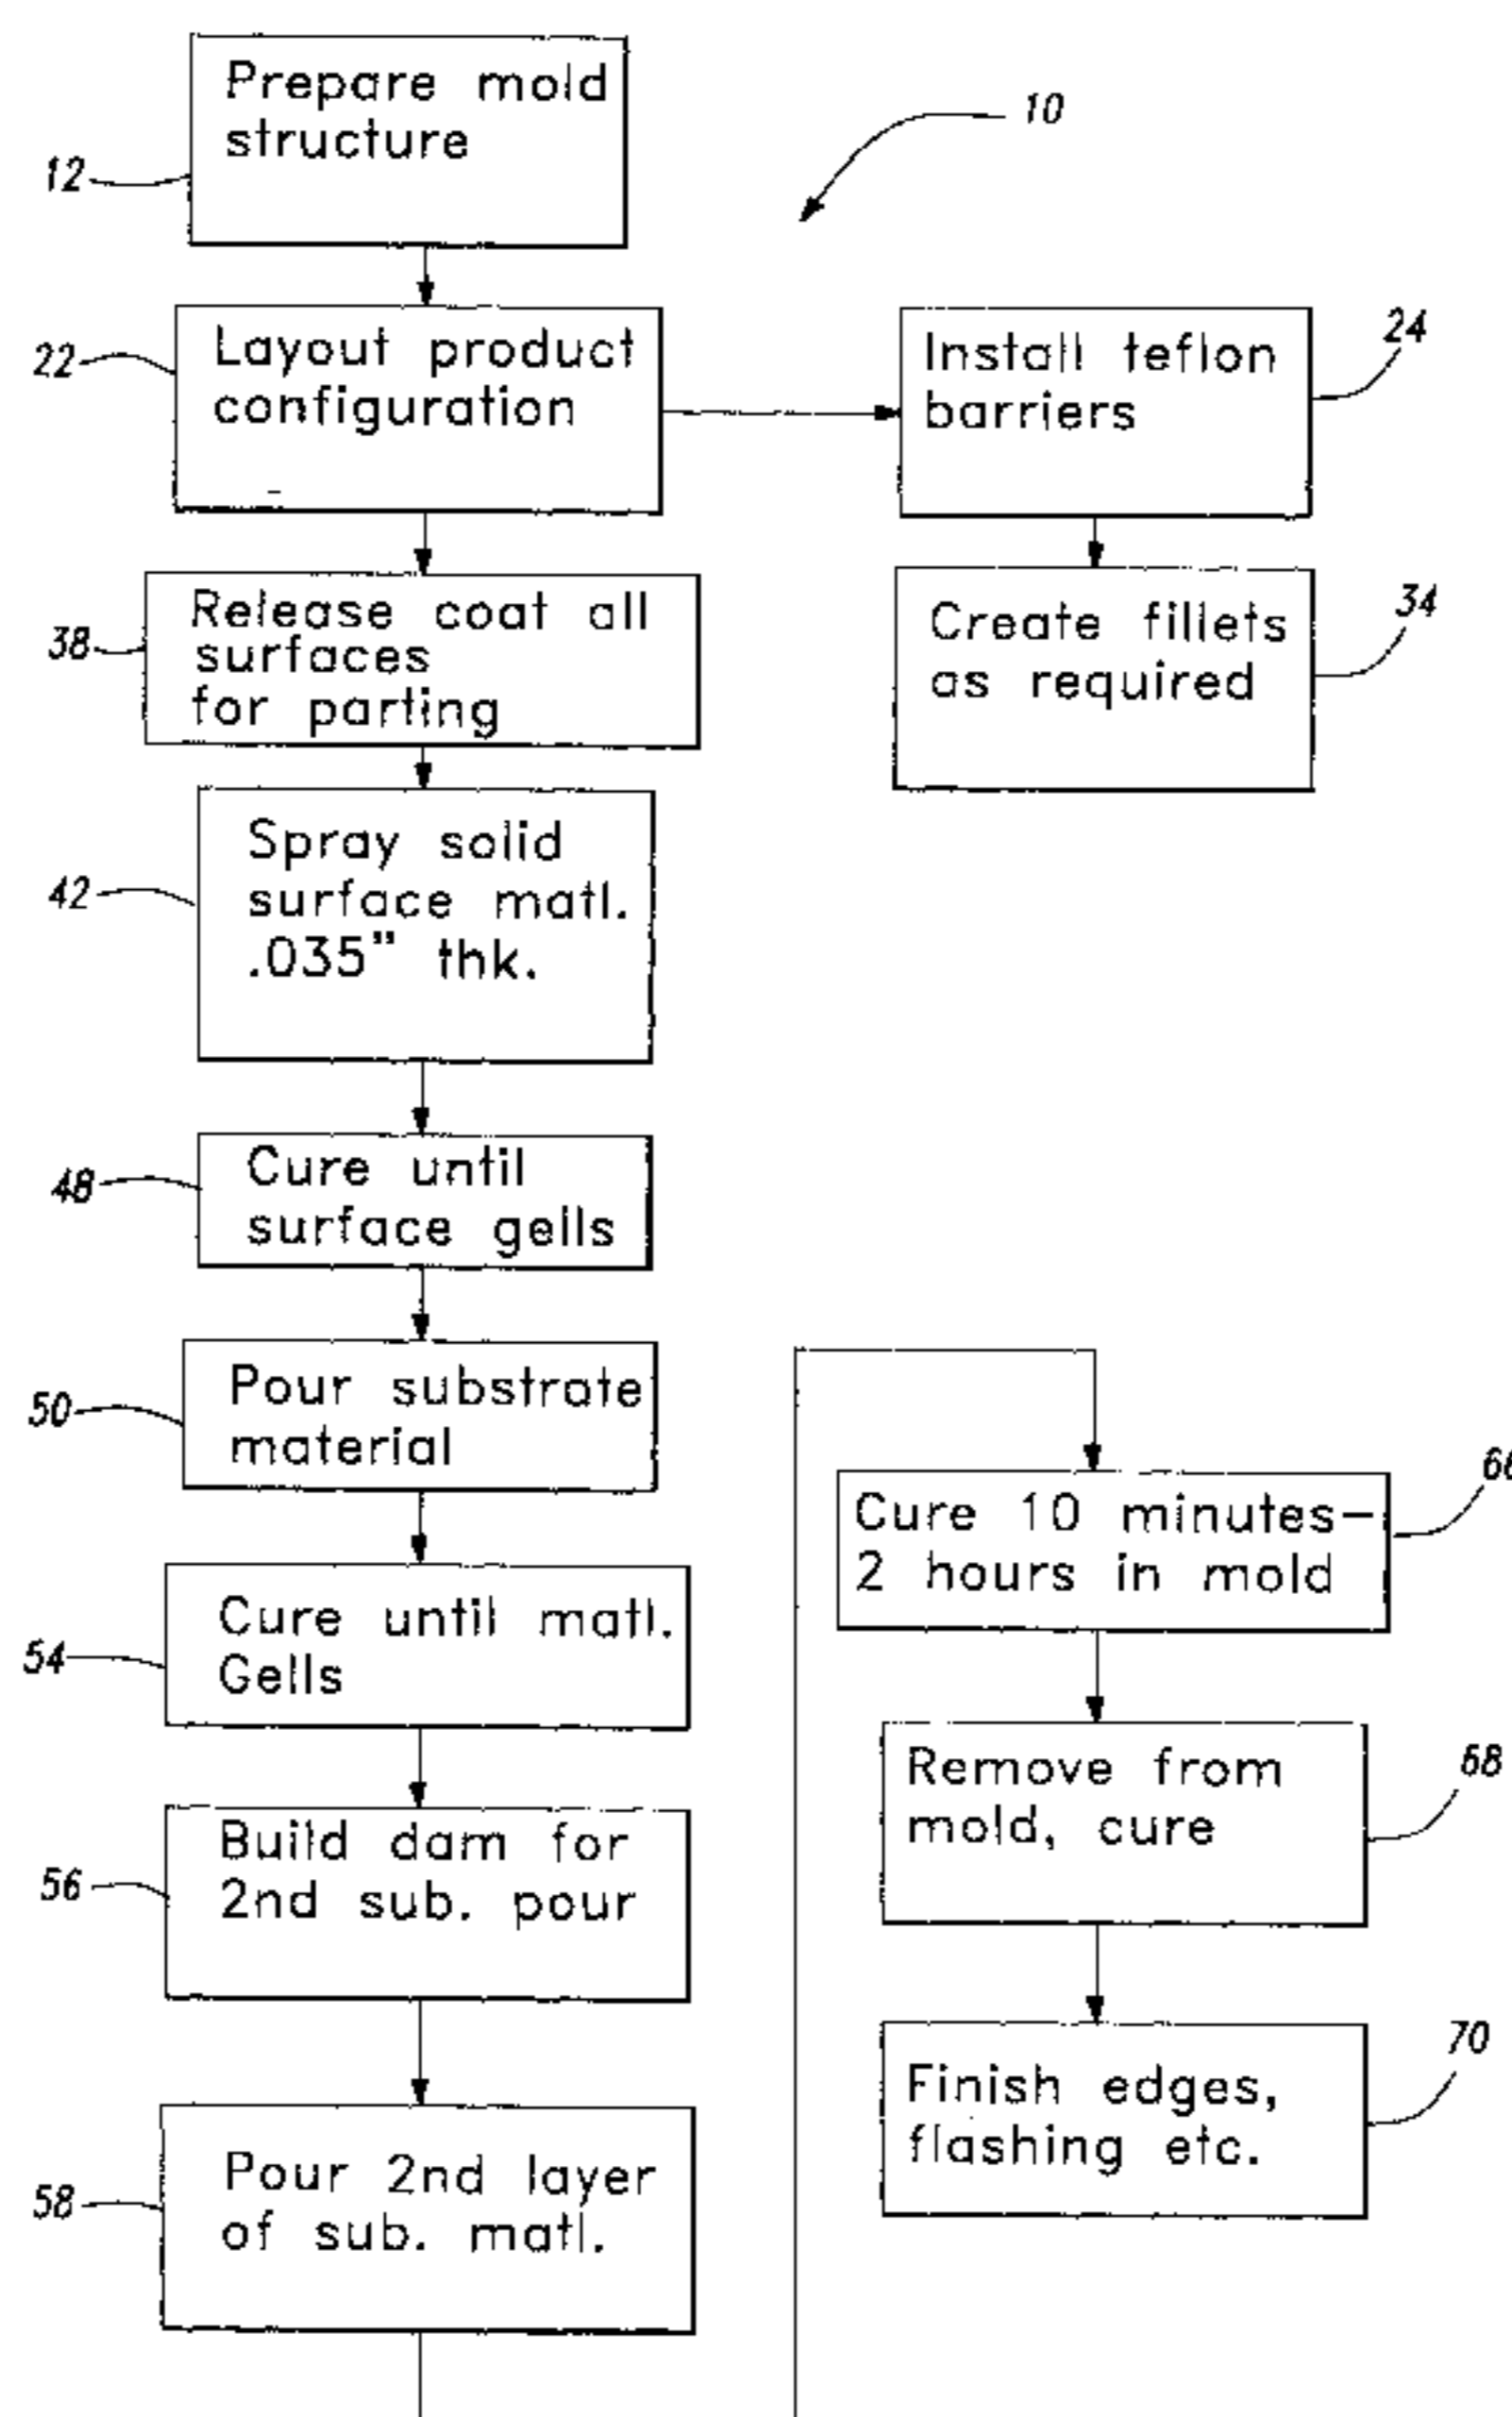 Prepare mold
structure
12
10
Layout product
configuration
22
Install teflon
barriers
24
Release coat all
surfaces
for parting
38
Create fillets
as required
34
Spray solid
surface matl.
.035" thk.
42
Cure until
surface gells
48
Pour substrate
material
50
Cure until matl.
Gells
54
Build dam for
2nd sub. pour
56
Pour 2nd layer
of sub. matl.
58
Cure 10 minutes-
2 hours in mold
Remove from
mold, cure
68
Finish edges,
flashing etc.
70